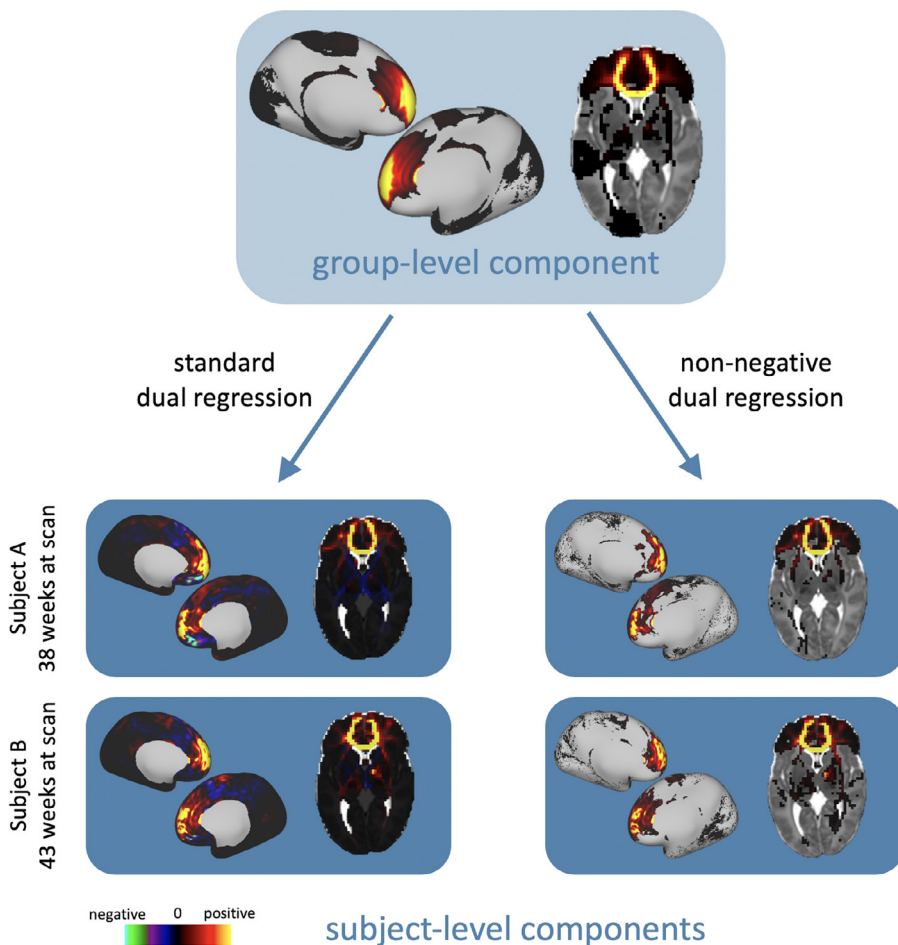 group-level component
standard
dual regression
non-negative
dual regression
Subject A
38 weeks at scan
Subject B
43 weeks at scan
negative 0 positive
subject-level components